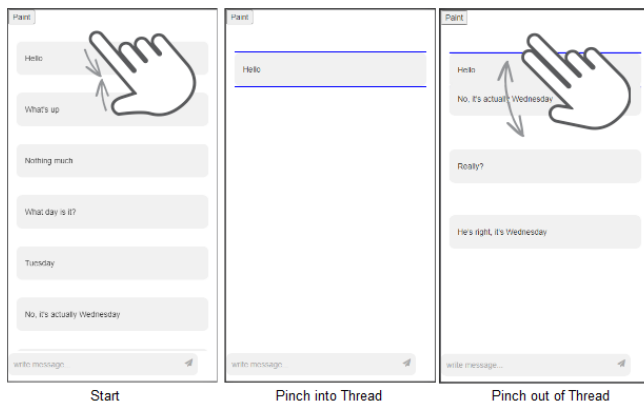 Paint
Hello
What's up
Nothing much
What day is it?
Tuesday
No, it's actually Wednesday
write message...
Start
Paint
Hello
write message
Pinch into Thread
Paint
Hello
No, it's actually Wednesday
Really?
He's right, it's Wednesday
write message...
Pinch out of Thread